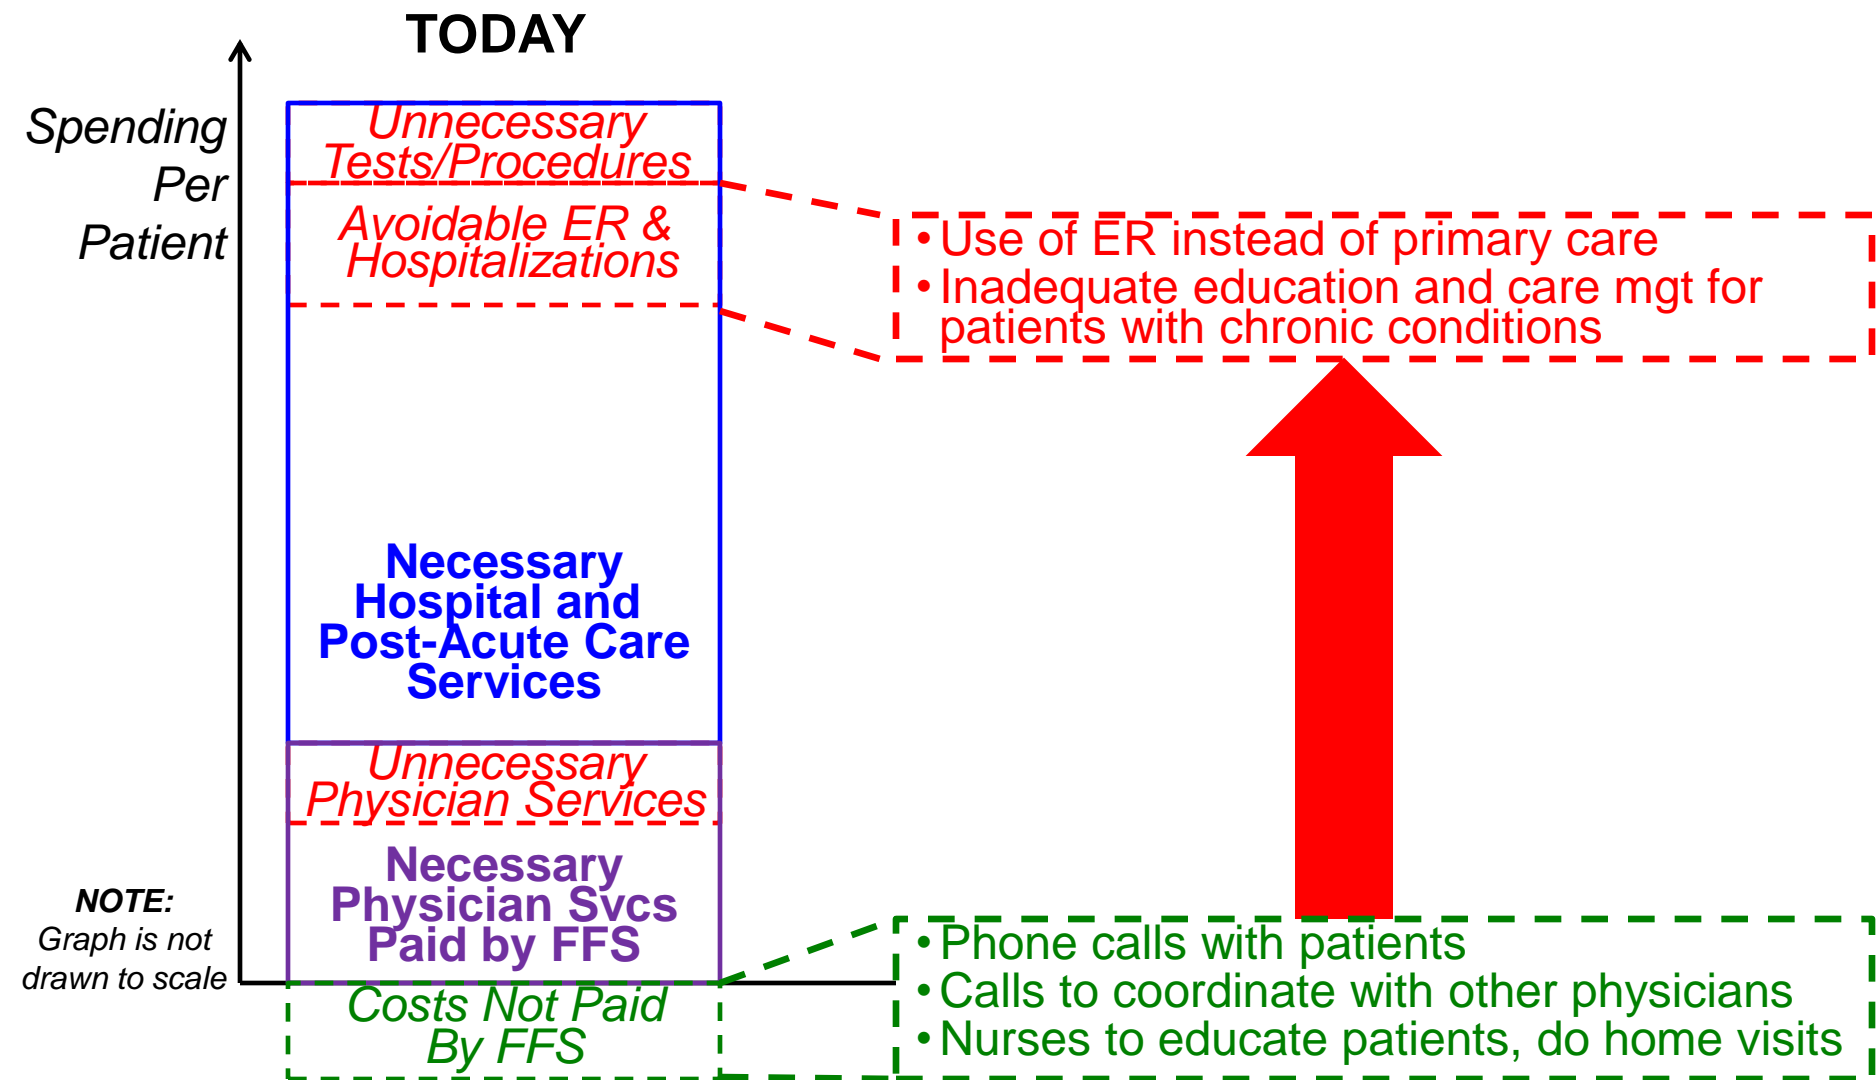 TODAY
Spending
Per
Patient
Unnecessary
Tests/Procedures
Avoidable ER &
Hospitalizations
• Use of ER instead of primary care
• Inadequate education and care mgt for
patients with chronic conditions
Necessary
Hospital and
Post-Acute Care
Services
Unnecessary
Physician Services
Necessary
Physician Svcs
Paid by FFS
NOTE:
Graph is not
drawn to scale
Costs Not Paid
By FFS
• Phone calls with patients
• Calls to coordinate with other physicians
• Nurses to educate patients, do home visits